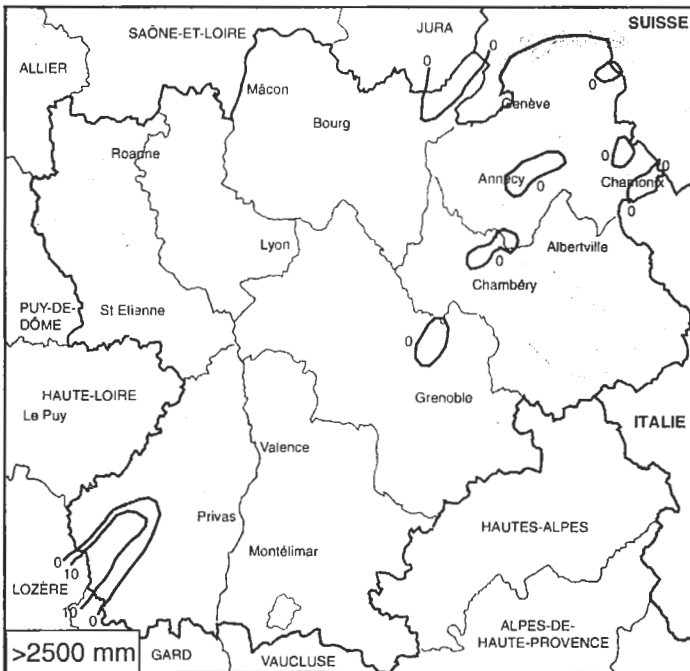 SUISSE
SAÔNE-ET-LOIRE
JURA
ALLIER
0
0
0
Mâcon
Genève
Bourg
Roanne
0
Annecy
0
Chamonix
0
0
Lyon
Albertville
0
Chambéry
PUY-DE-
DÔME
St Elienne
0
HAUTE-LOIRE
Le Puy
Grenoble
ITALIE
Valence
Privas
HAUTES-ALPES
Montélimar
0
10
LOZÈRE
10
0
ALPES-DE-
HAUTE-PROVENCE
>2500 mm
GARD
VAUCLUSE